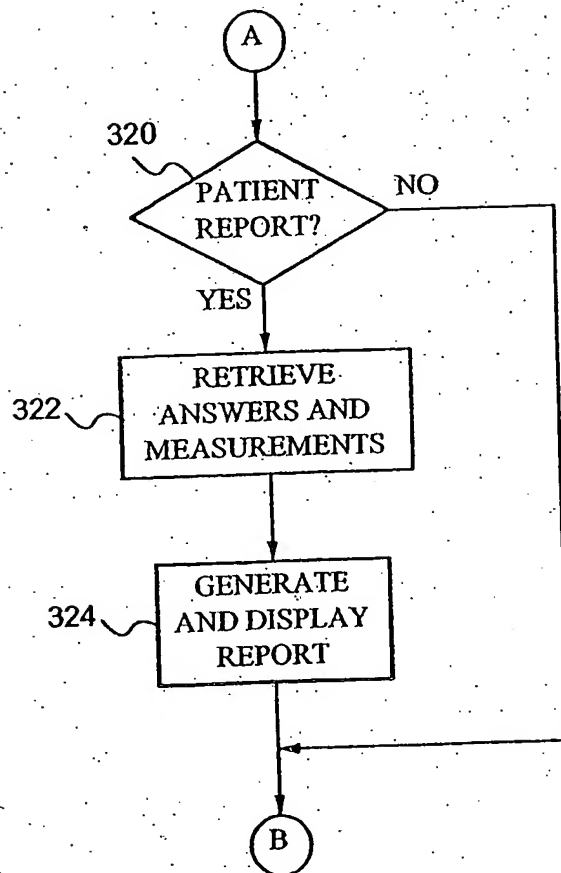 A
320
PATIENT
REPORT?
NO
YES
322
RETRIEVE
ANSWERS AND
MEASUREMENTS
324
GENERATE
AND DISPLAY
REPORT
B